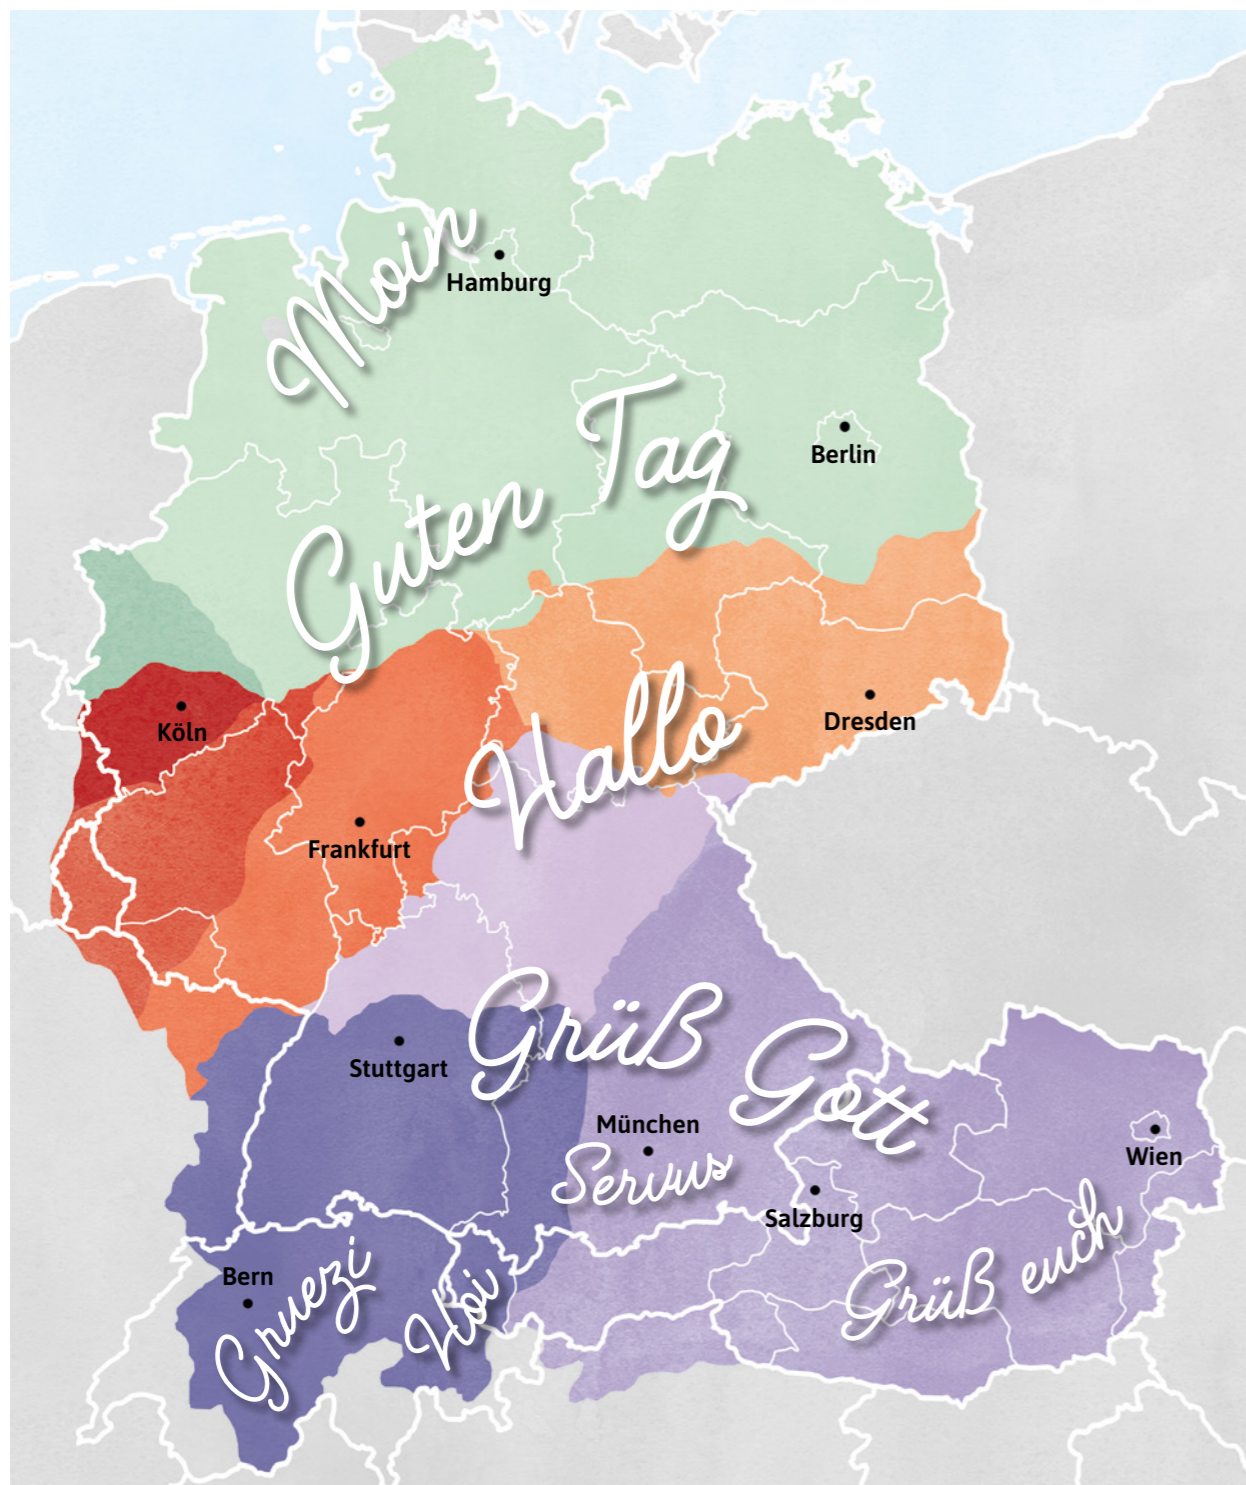 Moin
Hamburg
Guten Tag
Berlin
Köln
Hallo
Dresden
Frankfurt
Grüß Gott
Stuttgart
München
Servus
Wien
Salzburg
Grüß euch
Bern
Gruezi
Hoi